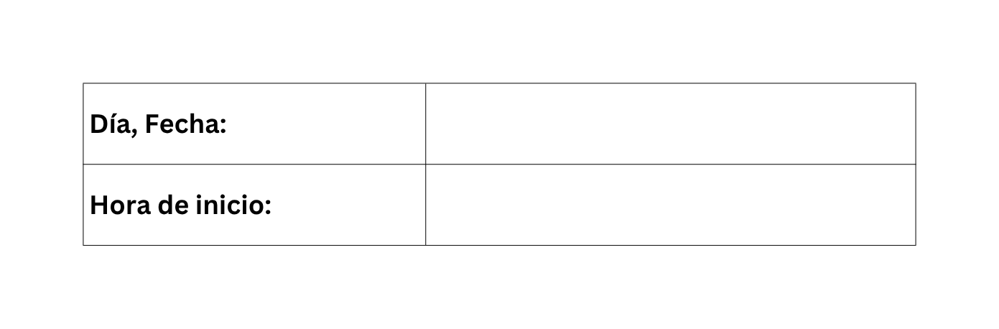 Día, Fecha:
Hora de inicio: